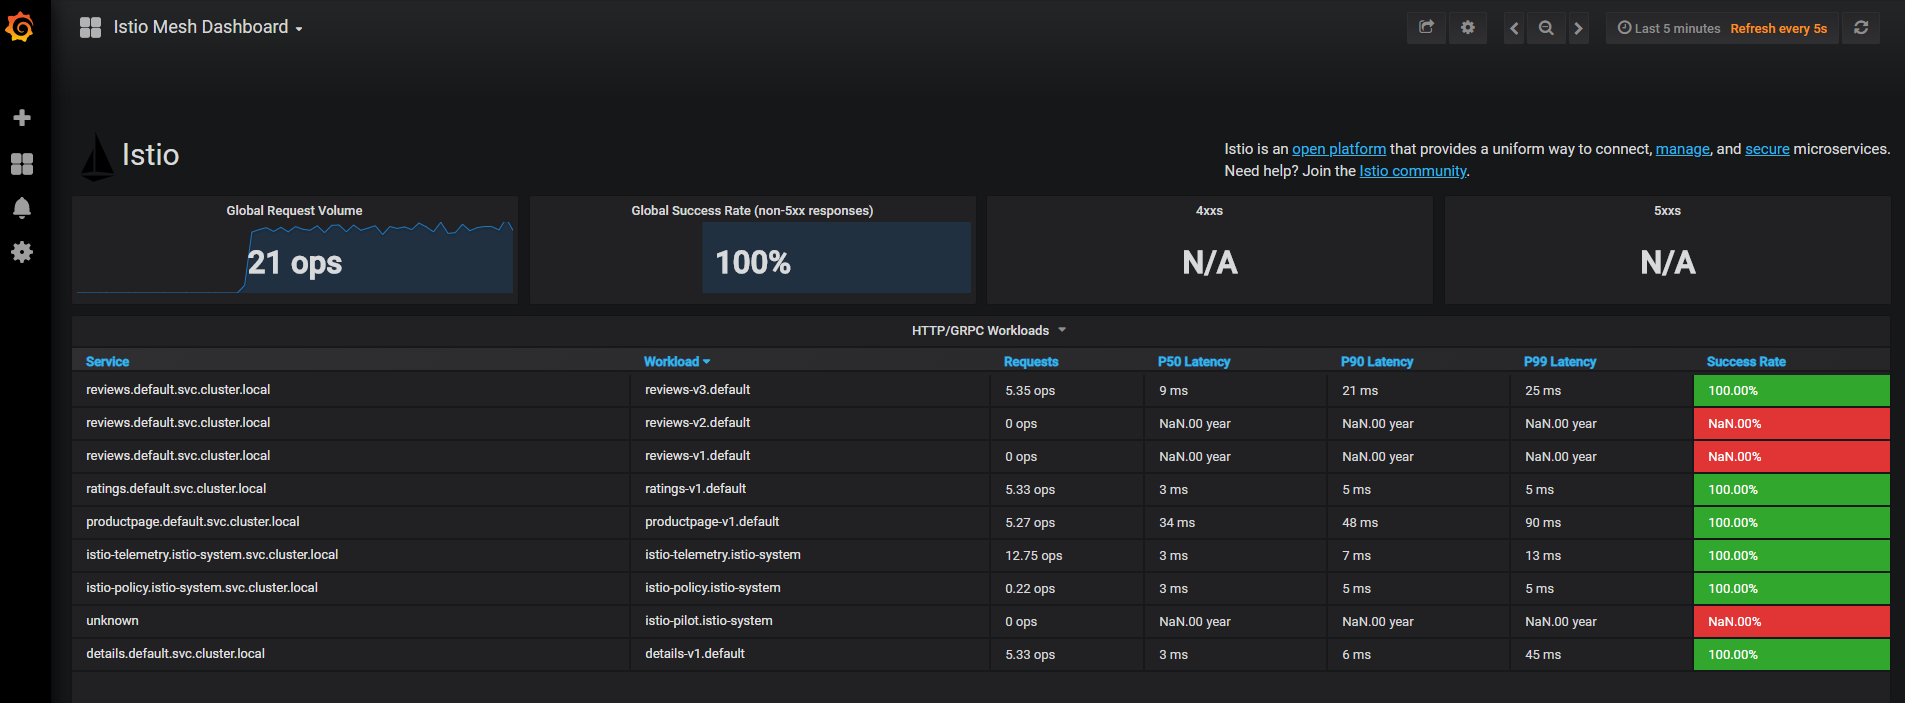 Istio Mesh Dashboard
Last 5 minutes Refresh every 5s
Istio
Istio is an open platform that provides a uniform way to connect, manage, and secure microservices.
Need help? Join the Istio community.
Global Request Volume
21 ops
Global Success Rate (non-5xx responses)
100%
4xxs
N/A
5xxs
N/A
HTTP/GRPC Workloads
Service Workload Requests P50 Latency P90 Latency P99 Latency Success Rate
reviews.default.svc.cluster.local reviews-v3.default 5.35 ops 9 ms 21 ms 25 ms 100.00%
reviews.default.svc.cluster.local reviews-v2.default 0 ops NaN.00 year NaN.00 year NaN.00 year NaN.00%
reviews.default.svc.cluster.local reviews-v1.default 0 ops NaN.00 year NaN.00 year NaN.00 year NaN.00%
ratings.default.svc.cluster.local ratings-v1.default 5.33 ops 3 ms 5 ms 5 ms 100.00%
productpage.default.svc.cluster.local productpage-v1.default 5.27 ops 34 ms 48 ms 90 ms 100.00%
istio-telemetry.istio-system.svc.cluster.local istio-telemetry.istio-system 12.75 ops 3 ms 7 ms 13 ms 100.00%
istio-policy.istio-system.svc.cluster.local istio-policy.istio-system 0.22 ops 3 ms 5 ms 5 ms 100.00%
unknown istio-pilot.istio-system 0 ops NaN.00 year NaN.00 year NaN.00 year NaN.00%
details.default.svc.cluster.local details-v1.default 5.33 ops 3 ms 6 ms 45 ms 100.00%